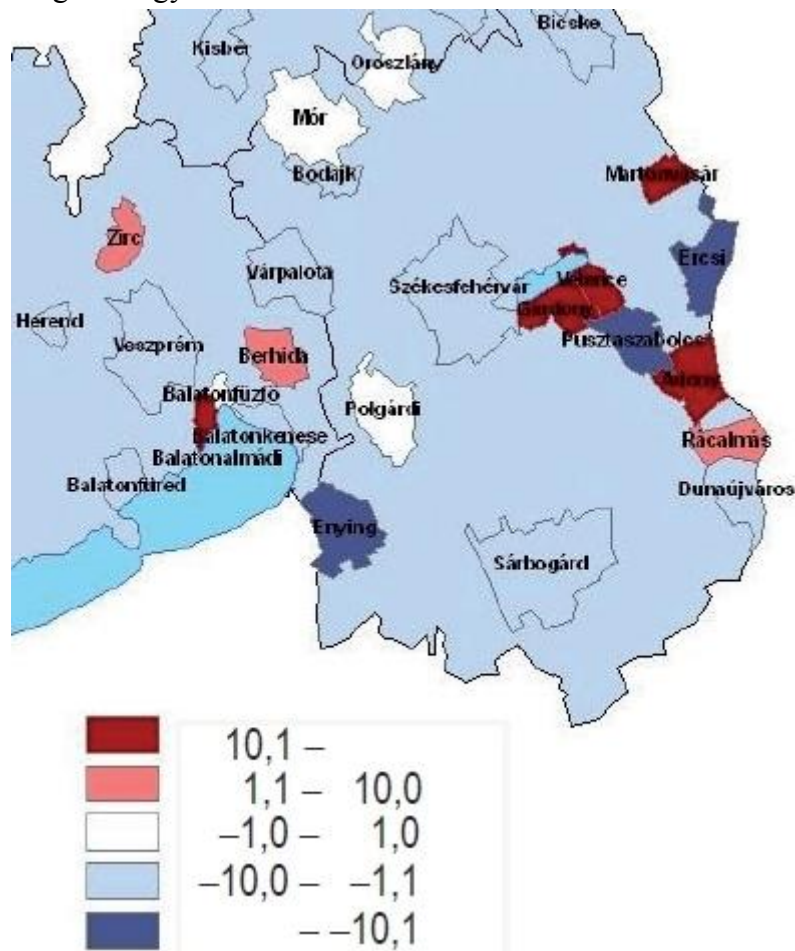 Bicske
Kisbér
Oroszlány
Mór
Bodajk
Martonvásár
Zirc
Ercsi
Várpalota
Székesfehérvár
Velence
Gárdony
Herend
Veszprém
Pusztaszabolcs
Berhida
Adony
Balatonfűzfő
Polgárdi
Balatonkenese
Rácalmás
Balatonalmádi
Balatonfüred
Dunaújváros
Enying
Sárbogárd
10,1 –
1,1 – 10,0
–1,0 – 1,0
–10,0 – –1,1
– –10,1